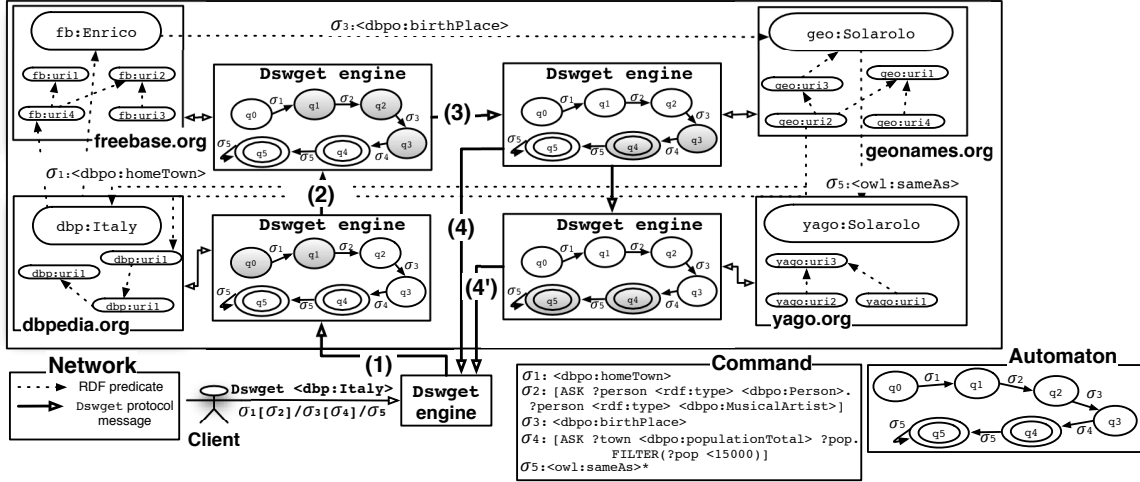 σ3:<dbpo:birthPlace>
fb:Enrico
fb:uri1
fb:uri2
fb:uri4
fb:uri3
freebase.org
Dswget engine
q0
σ1
q1
σ2
q2
σ3
q3
σ4
q4
σ5
q5
σ5
(3)
Dswget engine
q0
σ1
q1
σ2
q2
σ3
q3
σ4
q4
σ5
q5
σ5
geo:Solarolo
geo:uri3
geo:uri1
geo:uri2
geo:uri4
geonames.org
σ1:<dbpo:homeTown>
(2)
(4)
σ5:<owl:sameAs>
dbp:Italy
dbp:uri1
dbp:uri1
dbp:uri1
dbpedia.org
Dswget engine
q0
σ1
q1
σ2
q2
σ3
q3
σ4
q4
σ5
q5
σ5
(4')
Dswget engine
q0
σ1
q1
σ2
q2
σ3
q3
σ4
q4
σ5
q5
σ5
yago:Solarolo
yago:uri3
yago:uri2
yago:uri1
yago.org
(1)
Network
RDF predicate
Dswget protocol
message
Client
Dswget <dbp:Italy>
σ1[σ2]/σ3[σ4]/σ5
Dswget
engine
Command
σ1: <dbpo:homeTown>
σ2: [ASK ?person <rdf:type> <dbpo:Person>.
?person <rdf:type> <dbpo:MusicalArtist>]
σ3: <dbpo:birthPlace>
σ4: [ASK ?town <dbpo:populationTotal> ?pop.
FILTER(?pop <15000)]
σ5:<owl:sameAs>*
Automaton
q0
σ1
q1
σ2
q2
σ3
q3
σ4
q4
σ5
q5
σ5